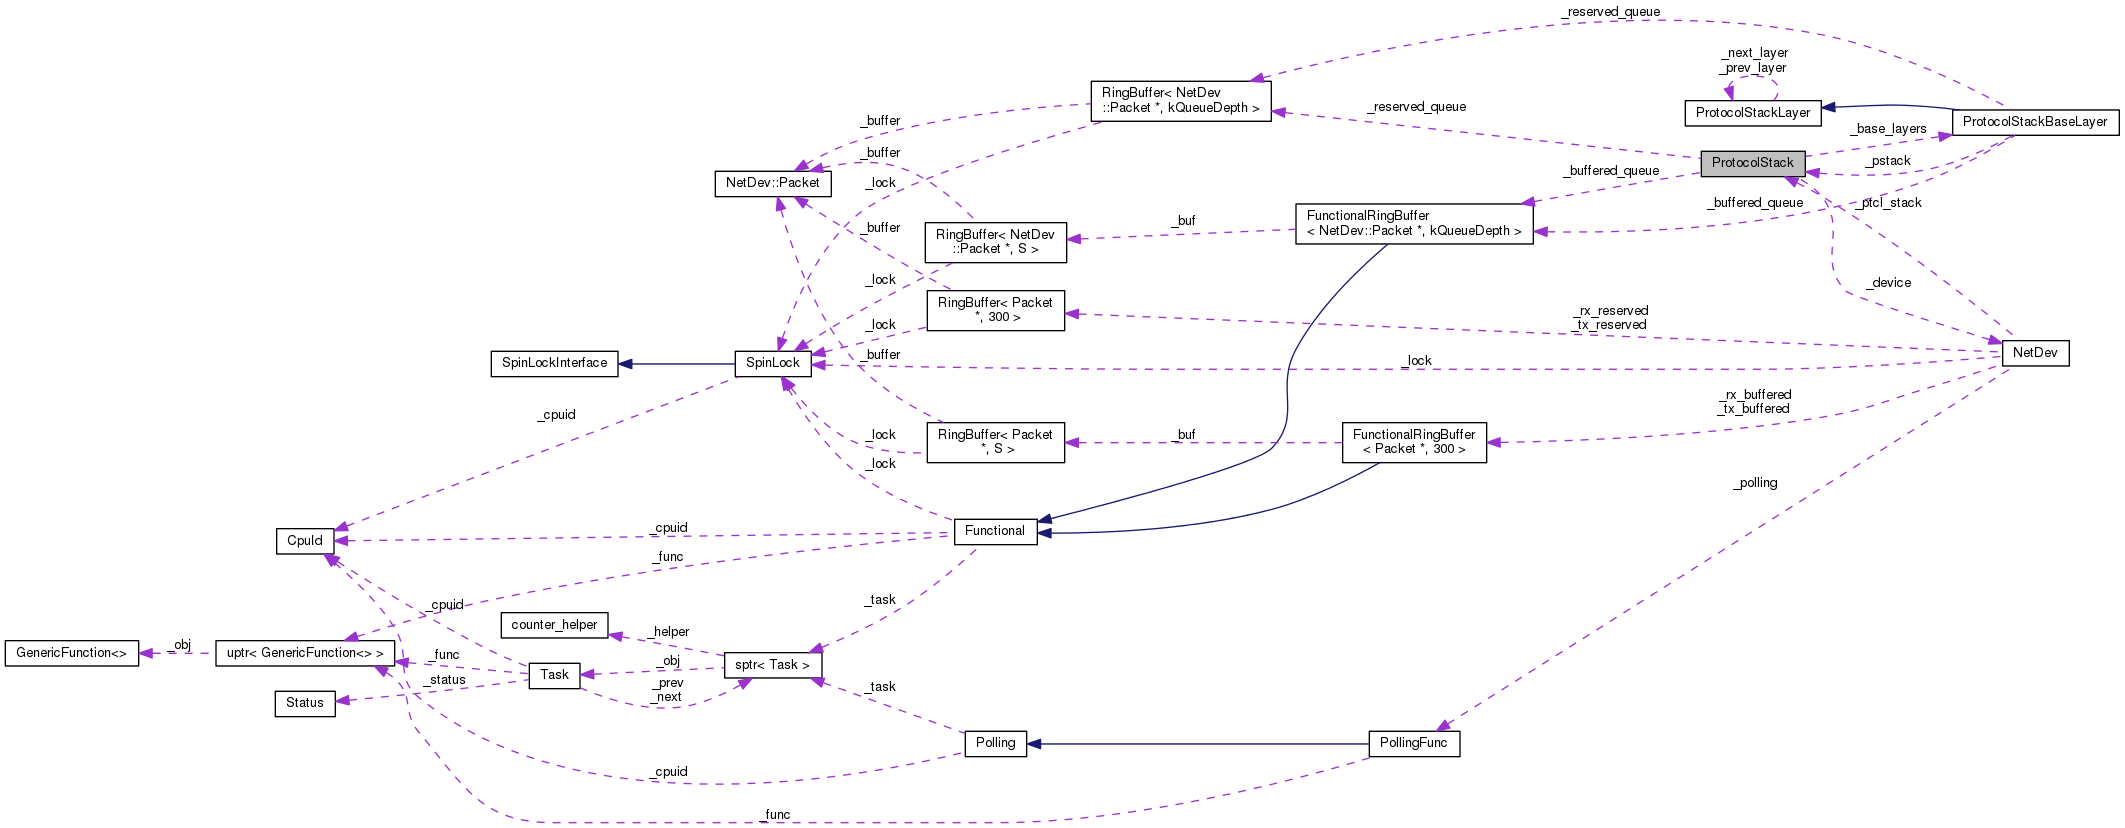 _reserved_queue
_next_layer
_prev_layer
RingBuffer< NetDev
::Packet *, kQueueDepth >
_reserved_queue
ProtocolStackLayer
ProtocolStackBaseLayer
_buffer
_base_layers
_buffer
ProtocolStack
_pstack
_buffered_queue
NetDev::Packet
_lock
_buffered_queue
_ptcl_stack
FunctionalRingBuffer
< NetDev::Packet *, kQueueDepth >
_buf
_buffer
RingBuffer< NetDev
::Packet *, S >
_lock
_device
RingBuffer< Packet
*, 300 >
_rx_reserved
_tx_reserved
_lock
SpinLockInterface
SpinLock
_buffer
_lock
NetDev
_rx_buffered
_tx_buffered
_cpuid
_lock
RingBuffer< Packet
*, S >
_buf
FunctionalRingBuffer
< Packet *, 300 >
_lock
_polling
CpuId
_cpuid
Functional
_func
_cpuid
_task
counter_helper
_helper
GenericFunction<>
_obj
uptr< GenericFunction<> >
_func
_obj
sptr< Task >
Task
_status
_prev
_next
_task
Status
Polling
PollingFunc
_cpuid
_func